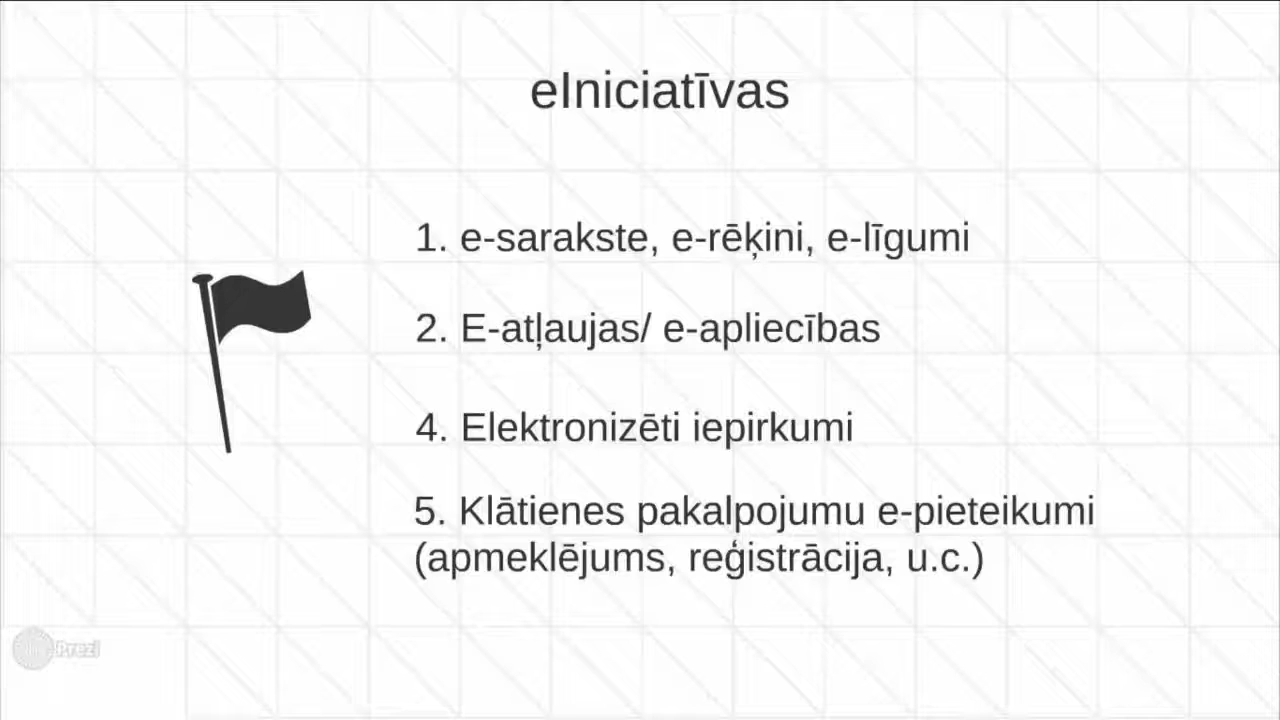 eIniciatīvas
1. e-sarakste, e-rēķini, e-līgumi
2. E-atļaujas/ e-apliecības
4. Elektronizēti iepirkumi
5. Klātienes pakalpojumu e-pieteikumi
(apmeklējums, reģistrācija, u.c.)
Prezi